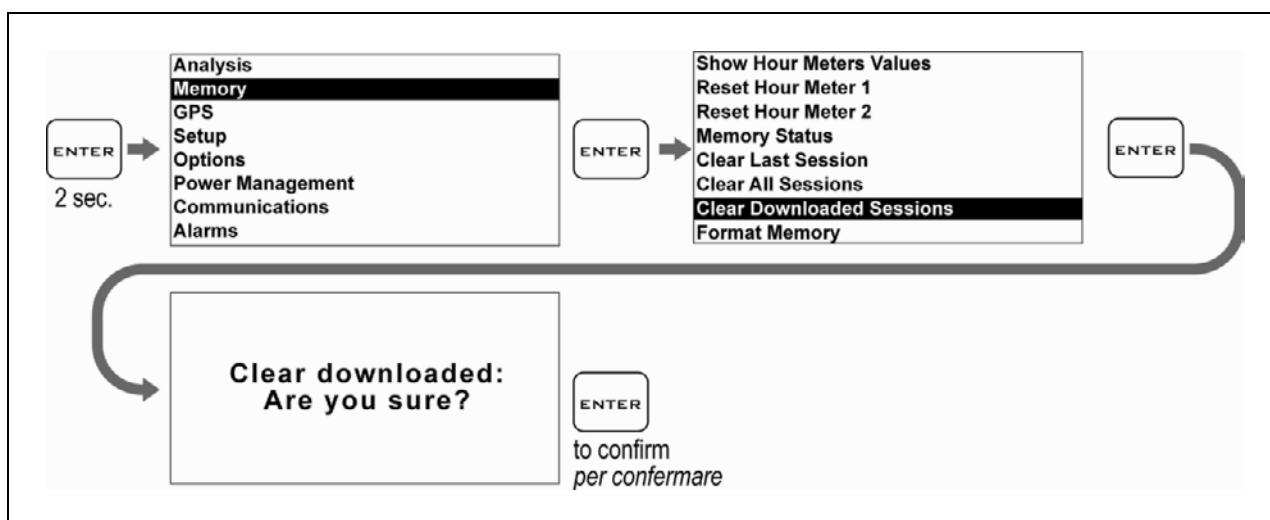 ENTER
2 sec.
Analysis
Memory
GPS
Setup
Options
Power Management
Communications
Alarms
ENTER
Show Hour Meters Values
Reset Hour Meter 1
Reset Hour Meter 2
Memory Status
Clear Last Session
Clear All Sessions
Clear Downloaded Sessions
Format Memory
ENTER
Clear downloaded:
Are you sure?
ENTER
to confirm
per confermare